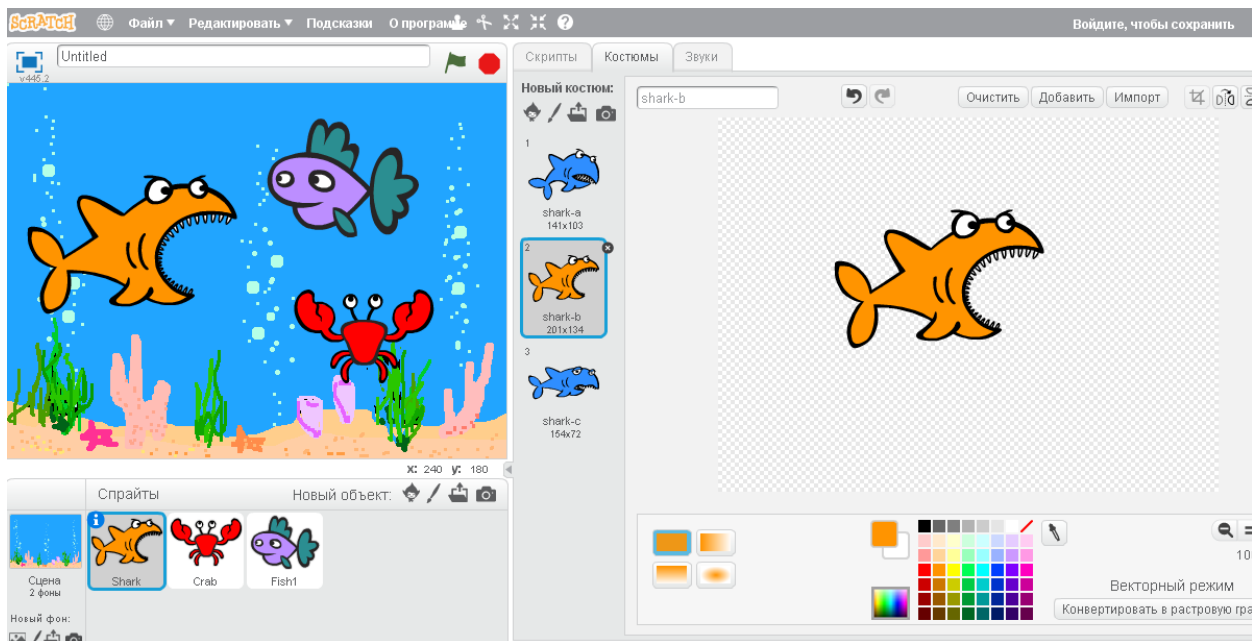 SCRATCH Файл Редактировать Подсказки О программе Войдите, чтобы сохранить
v446.2
Untitled
Скрипты Костюмы Звуки
Новый костюм:
1
shark-a
141x103
2
shark-b
201x134
3
shark-c
154x72
shark-b
Очистить Добавить Импорт
x: 240 y: 180
Спрайты Новый объект:
Сцена
2 фоны
Новый фон:
Shark Crab Fish1
Векторный режим
Конвертировать в растровую гра